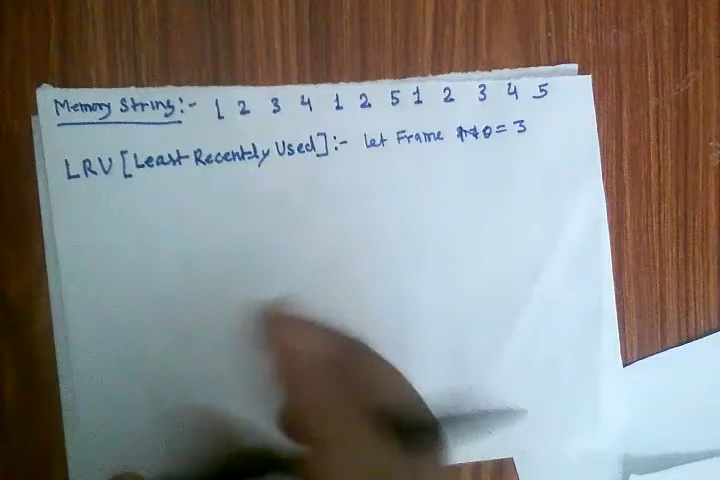 Memory String:- 1 2 3 4 1 2 5 1 2 3 4 5
LRU [Least Recently Used]:- Let Frame = 3